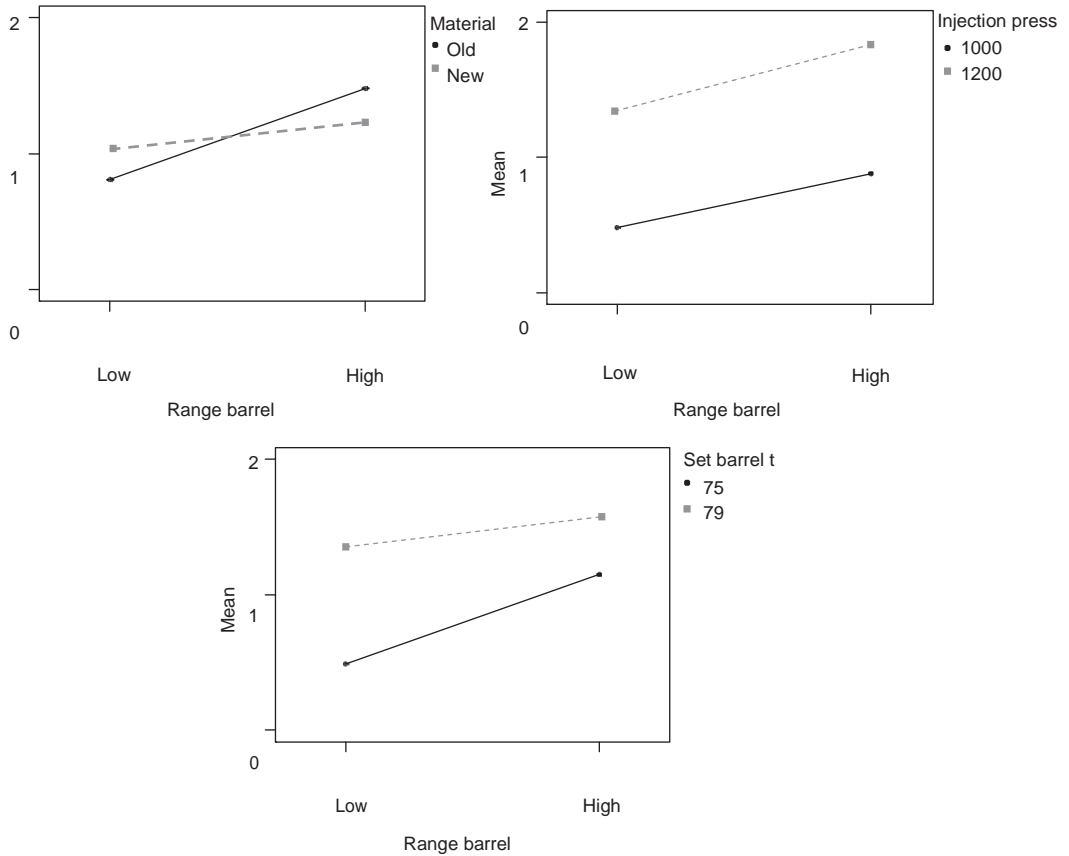 2
1
0
Low High
Range barrel
Material
Old
New
2
1
0
Mean
Low High
Range barrel
Injection press
1000
1200
2
1
0
Mean
Low High
Range barrel
Set barrel t
75
79